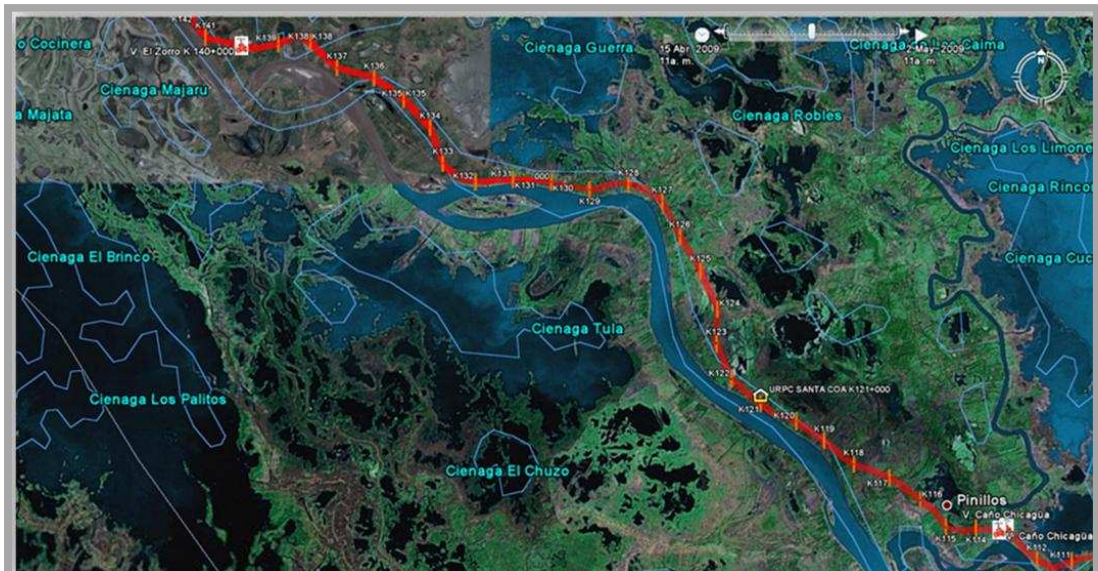 K141
V. El Zorro K 140+000
K139
K138
K138
K137
K136
K135
K135
K134
K133
K132
K131
K131
000
K130
K129
K128
K127
K126
K125
K124
K123
K122
K121
K120
K119
K118
K117
K116
K115
K114
K112
K111
o Cocinera
Cienaga Majaru
a Majata
Cienaga Guerra
15 Abr 2009
11a. m.
2 May 2009
11a. m.
Caima
N
Cienaga Robles
Cienaga Los Limone
Cienaga Rincon
Cienaga Cuc
Cienaga El Brinco
Cienaga Tula
Cienaga Los Palitos
Cienaga El Chuzo
URPC SANTA COA K121+000
Pinillos
V. Caño Chicagüa
V. Caño Chicagüa